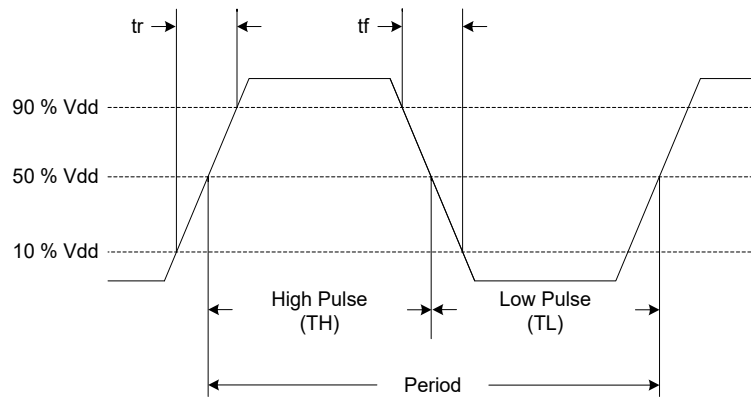 tr
tf
90 % Vdd
50 % Vdd
10 % Vdd
High Pulse
(TH)
Low Pulse
(TL)
Period